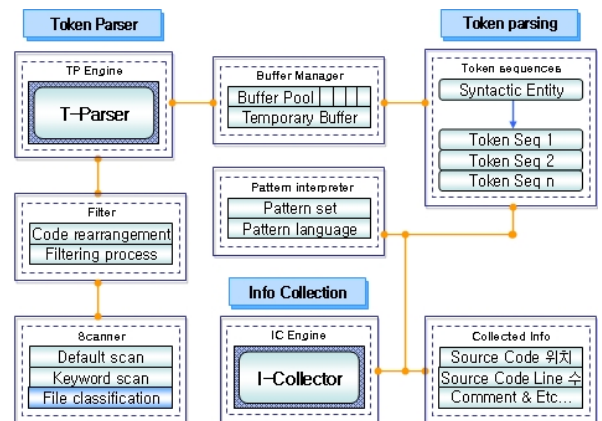 Token Parser
Token parsing
TP Engine
T-Parser
Buffer Manager
Buffer Pool
Temporary Buffer
Token sequences
Syntactic Entity
Token Seq 1
Token Seq 2
Token Seq n
Filter
Code rearrangement
Filtering process
Pattern interpreter
Pattern set
Pattern language
Info Collection
Scanner
Default scan
Keyword scan
File classification
IC Engine
I-Collector
Collected Info
Source Code 위치
Source Code Line 수
Comment & Etc...